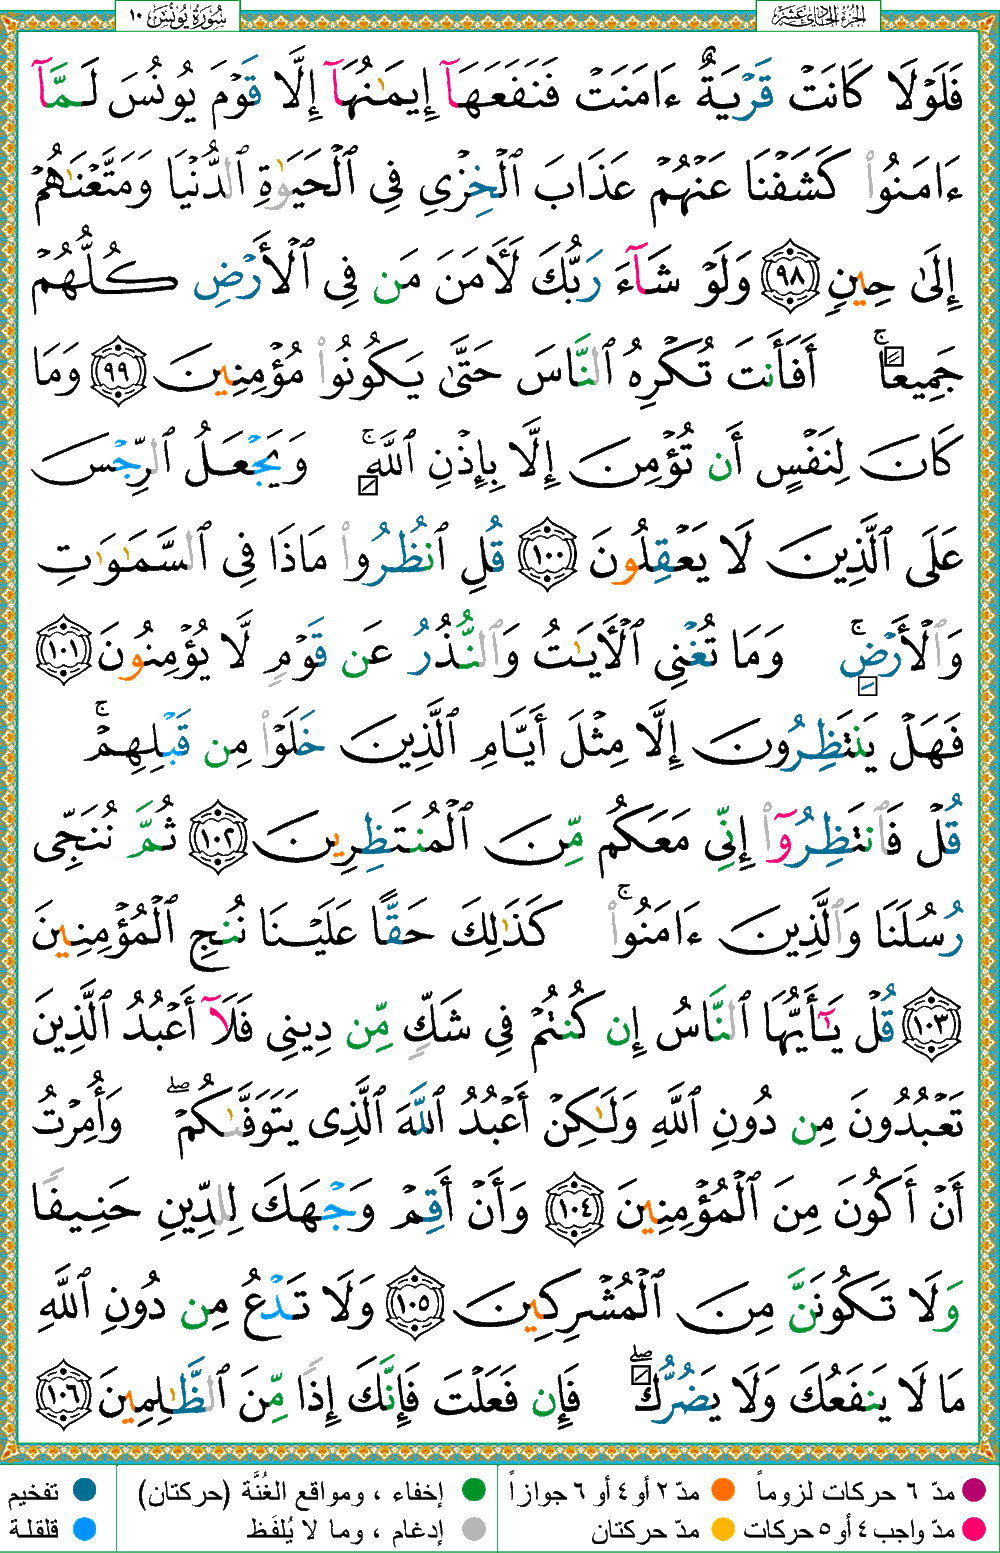 الجزء الحادي عشر
سورة يونس ١٠
فَلَوْلَا كَانَتْ قَرْيَةٌ ءَامَنَتْ فَنَفَعَهَآ إِيمَٰنُهَآ إِلَّا قَوْمَ يُونُسَ لَمَّآ
ءَامَنُوا۟ كَشَفْنَا عَنْهُمْ عَذَابَ ٱلْخِزْىِ فِى ٱلْحَيَوٰةِ ٱلدُّنْيَا وَمَتَّعْنَٰهُمْ
إِلَىٰ حِينٍ ٩٨ وَلَوْ شَآءَ رَبُّكَ لَءَامَنَ مَن فِى ٱلْأَرْضِ كُلُّهُمْ
جَمِيعًا ۚ أَفَأَنتَ تُكْرِهُ ٱلنَّاسَ حَتَّىٰ يَكُونُوا۟ مُؤْمِنِينَ ٩٩ وَمَا
كَانَ لِنَفْسٍ أَن تُؤْمِنَ إِلَّا بِإِذْنِ ٱللَّهِ ۚ وَيَجْعَلُ ٱلرِّجْسَ
عَلَى ٱلَّذِينَ لَا يَعْقِلُونَ ١٠٠ قُلِ ٱنظُرُوا۟ مَاذَا فِى ٱلسَّمَٰوَٰتِ
وَٱلْأَرْضِ ۚ وَمَا تُغْنِى ٱلْءَايَٰتُ وَٱلنُّذُرُ عَن قَوْمٍ لَّا يُؤْمِنُونَ ١٠١
فَهَلْ يَنتَظِرُونَ إِلَّا مِثْلَ أَيَّامِ ٱلَّذِينَ خَلَوْا۟ مِن قَبْلِهِمْ ۚ
قُلْ فَٱنتَظِرُوٓا۟ إِنِّى مَعَكُم مِّنَ ٱلْمُنتَظِرِينَ ١٠٢ ثُمَّ نُنَجِّى
رُسُلَنَا وَٱلَّذِينَ ءَامَنُوا۟ ۚ كَذَٰلِكَ حَقًّا عَلَيْنَا نُنجِ ٱلْمُؤْمِنِينَ
١٠٣ قُلْ يَٰٓأَيُّهَا ٱلنَّاسُ إِن كُنتُمْ فِى شَكٍّ مِّن دِينِى فَلَآ أَعْبُدُ ٱلَّذِينَ
تَعْبُدُونَ مِن دُونِ ٱللَّهِ وَلَٰكِنْ أَعْبُدُ ٱللَّهَ ٱلَّذِى يَتَوَفَّىٰكُمْ ۖ وَأُمِرْتُ
أَنْ أَكُونَ مِنَ ٱلْمُؤْمِنِينَ ١٠٤ وَأَنْ أَقِمْ وَجْهَكَ لِلدِّينِ حَنِيفًا
وَلَا تَكُونَنَّ مِنَ ٱلْمُشْرِكِينَ ١٠٥ وَلَا تَدْعُ مِن دُونِ ٱللَّهِ
مَا لَا يَنفَعُكَ وَلَا يَضُرُّكَ ۖ فَإِن فَعَلْتَ فَإِنَّكَ إِذًا مِّنَ ٱلظَّٰلِمِينَ ١٠٦
مدّ ٦ حركات لزوماً مدّ ٢ أو ٤ أو ٦ جوازاً إخفاء ، ومواقع الغُنَّة (حركتان) تفخيم
مدّ واجب ٤ أو ٥ حركات مدّ حركتان إدغام ، وما لا يُلفَظ قلقلة